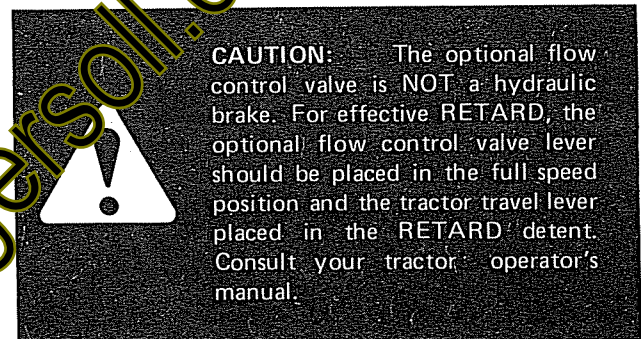 CAUTION: The optional flow
control valve is NOT a hydraulic
brake. For effective RETARD, the
optional flow control valve lever
should be placed in the full speed
position and the tractor travel lever
placed in the RETARD detent.
Consult your tractor operator's
manual.